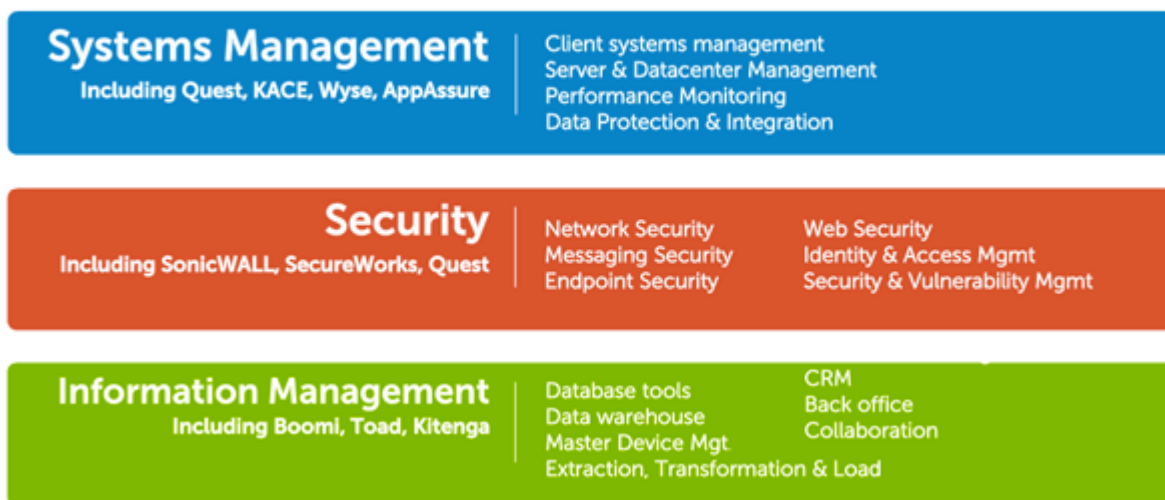 Systems Management
Including Quest, KACE, Wyse, AppAssure
Client systems management
Server & Datacenter Management
Performance Monitoring
Data Protection & Integration
Security
Including SonicWALL, SecureWorks, Quest
Network Security
Messaging Security
Endpoint Security
Web Security
Identity & Access Mgmt
Security & Vulnerability Mgmt
Information Management
Including Boomi, Toad, Kitenga
Database tools
Data warehouse
Master Device Mgt.
Extraction, Transformation & Load
CRM
Back office
Collaboration